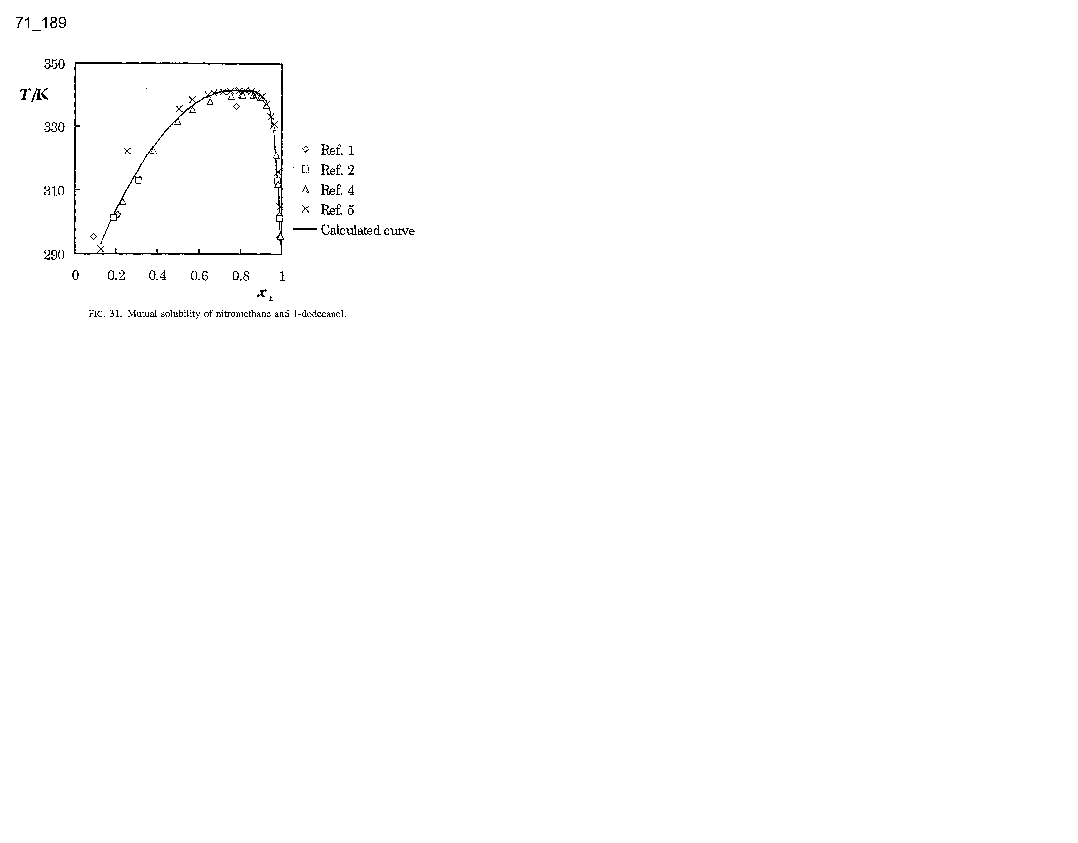 71_189
350
T/K
330
310
290
0 0.2 0.4 0.6 0.8 1
x₁
Ref. 1
Ref. 2
Ref. 4
Ref. 5
Calculated curve
FIG. 31. Mutual solubility of nitromethane and 1-dodecanol.